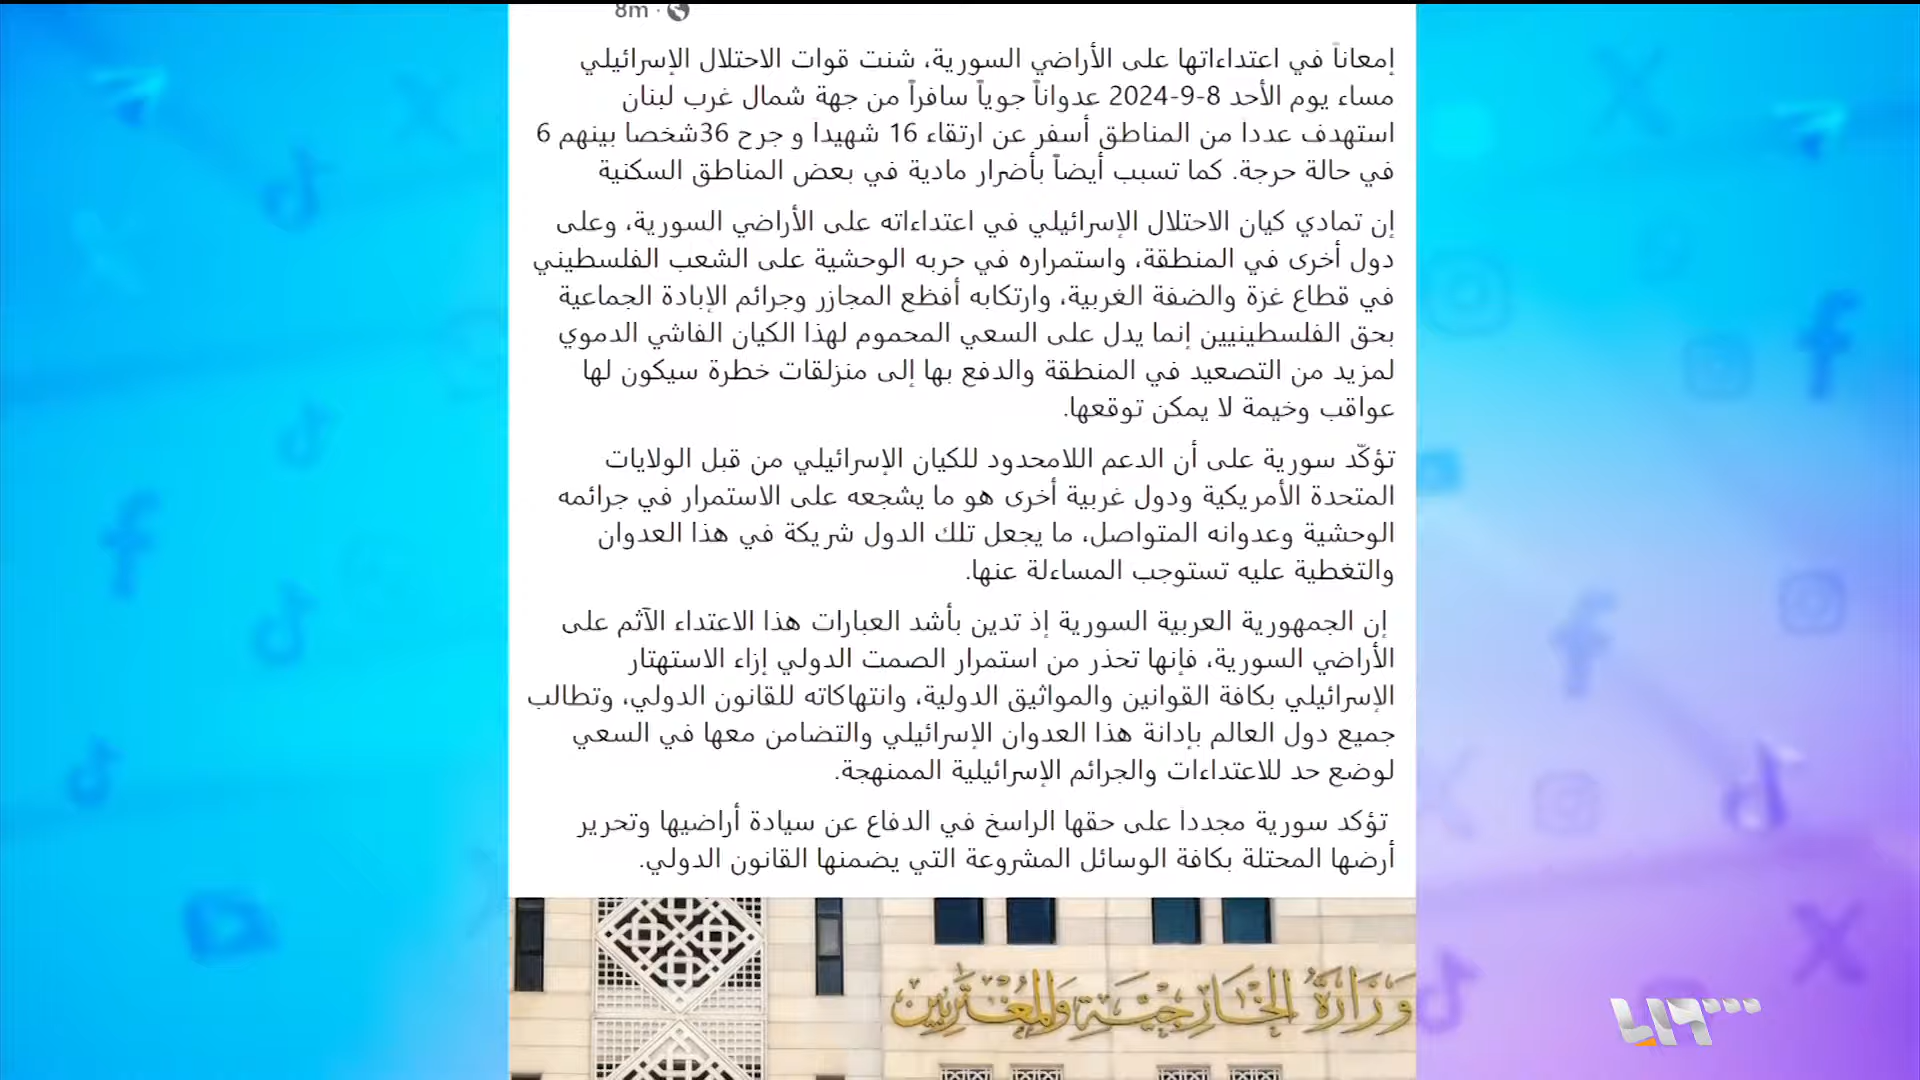 8m ·
إمعاناً في اعتداءاتها على الأراضي السورية، شنت قوات الاحتلال الإسرائيلي
مساء يوم الأحد 8-9-2024 عدواناً جوياً سافراً من جهة شمال غرب لبنان
استهدف عددا من المناطق أسفر عن ارتقاء 16 شهيدا و جرح 36شخصا بينهم 6
في حالة حرجة. كما تسبب أيضاً بأضرار مادية في بعض المناطق السكنية
إن تمادي كيان الاحتلال الإسرائيلي في اعتداءاته على الأراضي السورية، وعلى
دول أخرى في المنطقة، واستمراره في حربه الوحشية على الشعب الفلسطيني
في قطاع غزة والضفة الغربية، وارتكابه أفظع المجازر وجرائم الإبادة الجماعية
بحق الفلسطينيين إنما يدل على السعي المحموم لهذا الكيان الفاشي الدموي
لمزيد من التصعيد في المنطقة والدفع بها إلى منزلقات خطرة سيكون لها
عواقب وخيمة لا يمكن توقعها.
تؤكّد سورية على أن الدعم اللامحدود للكيان الإسرائيلي من قبل الولايات
المتحدة الأمريكية ودول غربية أخرى هو ما يشجعه على الاستمرار في جرائمه
الوحشية وعدوانه المتواصل، ما يجعل تلك الدول شريكة في هذا العدوان
والتغطية عليه تستوجب المساءلة عنها.
إن الجمهورية العربية السورية إذ تدين بأشد العبارات هذا الاعتداء الآثم على
الأراضي السورية، فإنها تحذر من استمرار الصمت الدولي إزاء الاستهتار
الإسرائيلي بكافة القوانين والمواثيق الدولية، وانتهاكاته للقانون الدولي، وتطالب
جميع دول العالم بإدانة هذا العدوان الإسرائيلي والتضامن معها في السعي
لوضع حد للاعتداءات والجرائم الإسرائيلية الممنهجة.
تؤكد سورية مجددا على حقها الراسخ في الدفاع عن سيادة أراضيها وتحرير
أرضها المحتلة بكافة الوسائل المشروعة التي يضمنها القانون الدولي.
وزارة الخارجية والمغتربين